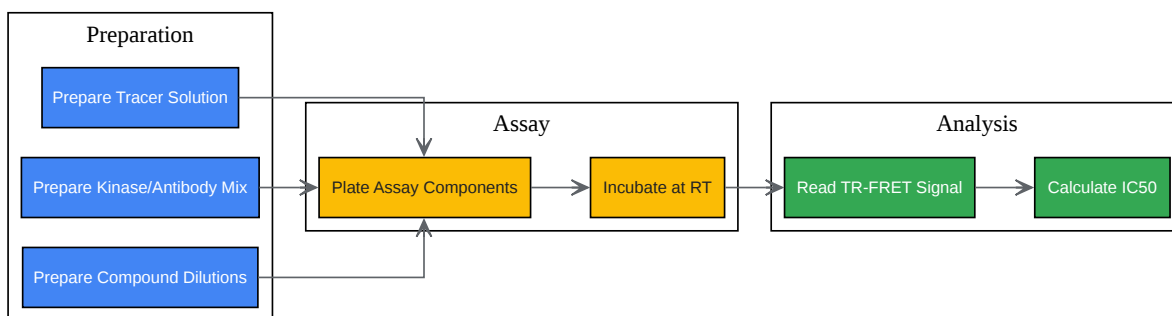 Preparation
Prepare Tracer Solution
Prepare Kinase/Antibody Mix
Prepare Compound Dilutions
Assay
Plate Assay Components
Incubate at RT
Analysis
Read TR-FRET Signal
Calculate IC50